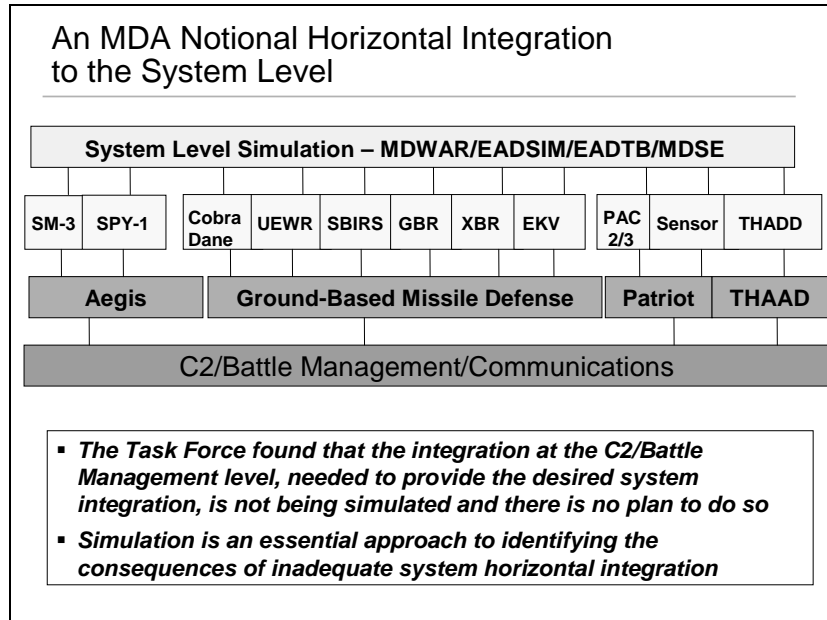 An MDA Notional Horizontal Integration
to the System Level
System Level Simulation – MDWAR/EADSIM/EADTB/MDSE
SM-3 SPY-1 Cobra Dane UEWR SBIRS GBR XBR EKV PAC 2/3 Sensor THADD
Aegis Ground-Based Missile Defense Patriot THAAD
C2/Battle Management/Communications
▪ The Task Force found that the integration at the C2/Battle
Management level, needed to provide the desired system
integration, is not being simulated and there is no plan to do so
▪ Simulation is an essential approach to identifying the
consequences of inadequate system horizontal integration